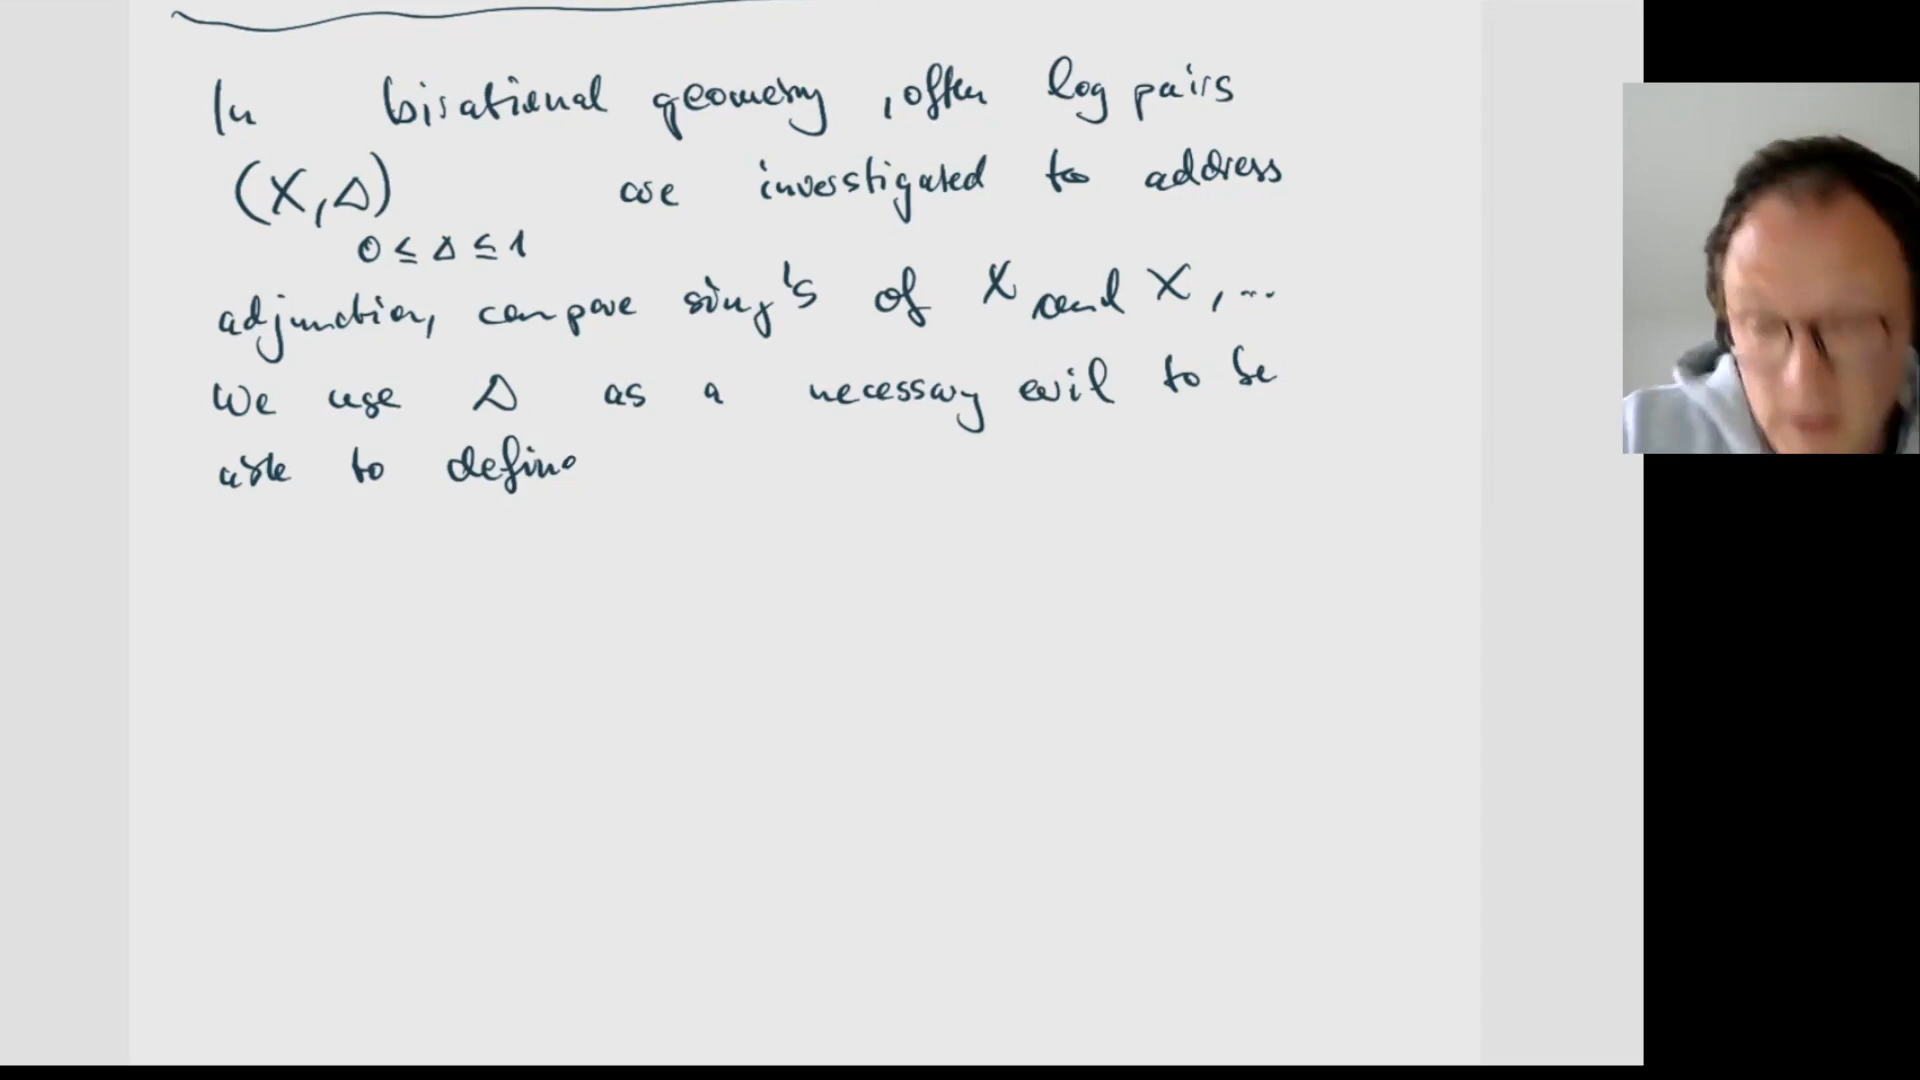 In birational geometry, often log pairs
(X, Δ) are investigated to address
0 ≤ Δ ≤ 1
adjunction, compare sing's of X and X, ...
We use Δ as a necessary evil to be
able to define